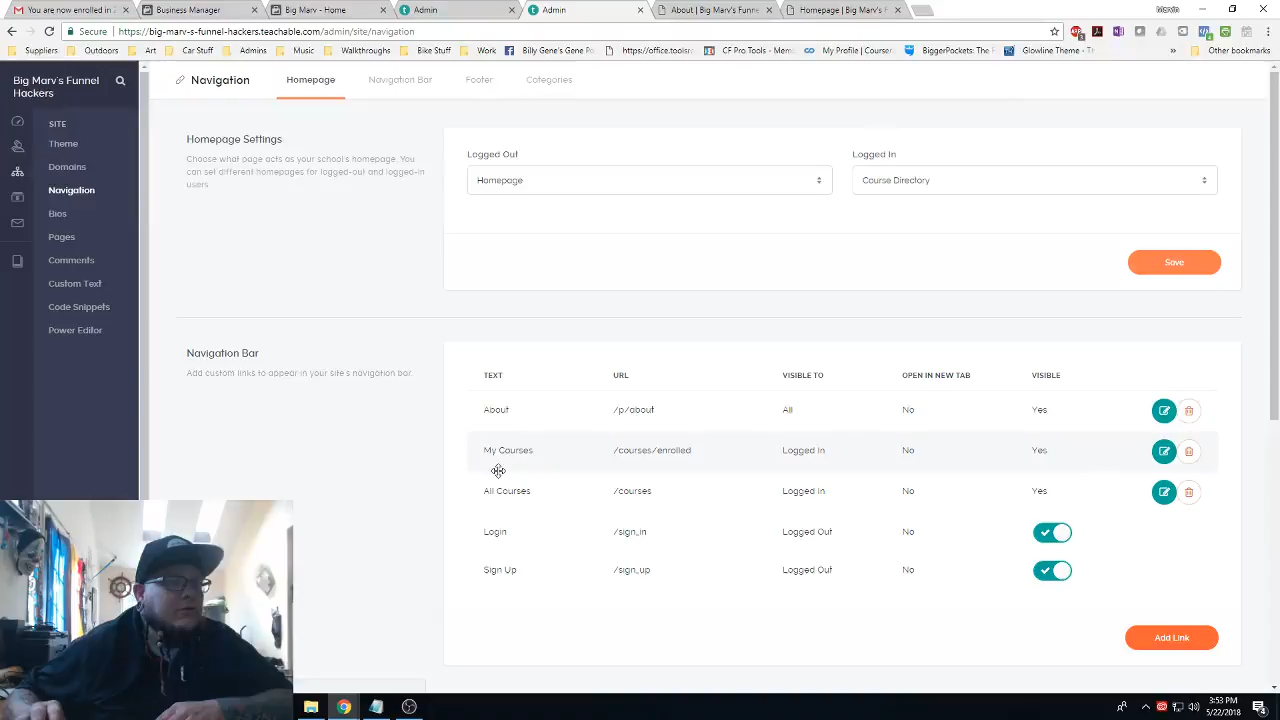 You are now enrolled in
Business Manager
Big Marv - Home
Admin
Admin
About | Big Marv's Funnel
Homepage | Big Marv's F
Secure
https://big-marv-s-funnel-hackers.teachable.com/admin/site/navigation
Suppliers
Outdoors
Art
Cars
Music
Walkthroughs
Bike Stuff
Work
Billy Gene's Gene Po
https://office.toolkre
CF Pro Tools - Mem
My Profile | Courser
BiggerPockets: The
Glowline Theme - Tr
»
Other bookmarks
Big Marv's Funnel
Hackers
Navigation
Homepage
Navigation Bar
Footer
Categories
SITE
Theme
Domains
Navigation
Bios
Pages
Comments
Custom Text
Code Snippets
Power Editor
Homepage Settings
Choose what page acts as your school's homepage. You
can set different homepages for logged-out and logged-in
users
Logged Out
Logged In
Homepage
Course Directory
Save
Navigation Bar
Add custom links to appear in your site's navigation bar.
TEXT URL VISIBLE TO OPEN IN NEW TAB VISIBLE
About /p/about All No Yes
My Courses /courses/enrolled Logged In No Yes
All Courses /courses Logged In No Yes
Login /sign_in Logged Out No
Sign Up /sign_up Logged Out No
Add Link
3:53 PM
5/22/2018